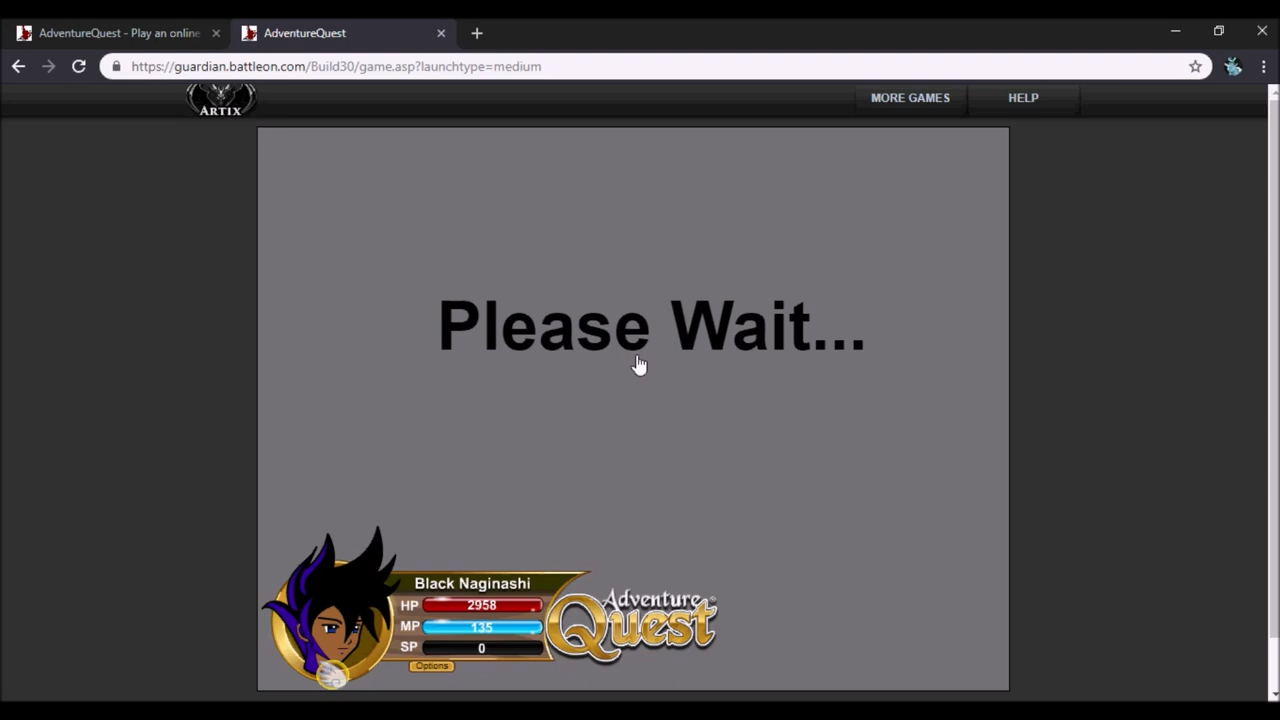 AdventureQuest - Play an online
AdventureQuest
https://guardian.battleon.com/Build30/game.asp?launchtype=medium
ARTIX
MORE GAMES
HELP
Please Wait...
Black Naginashi
HP 2958
MP 135
SP 0
Options
Adventure
Quest